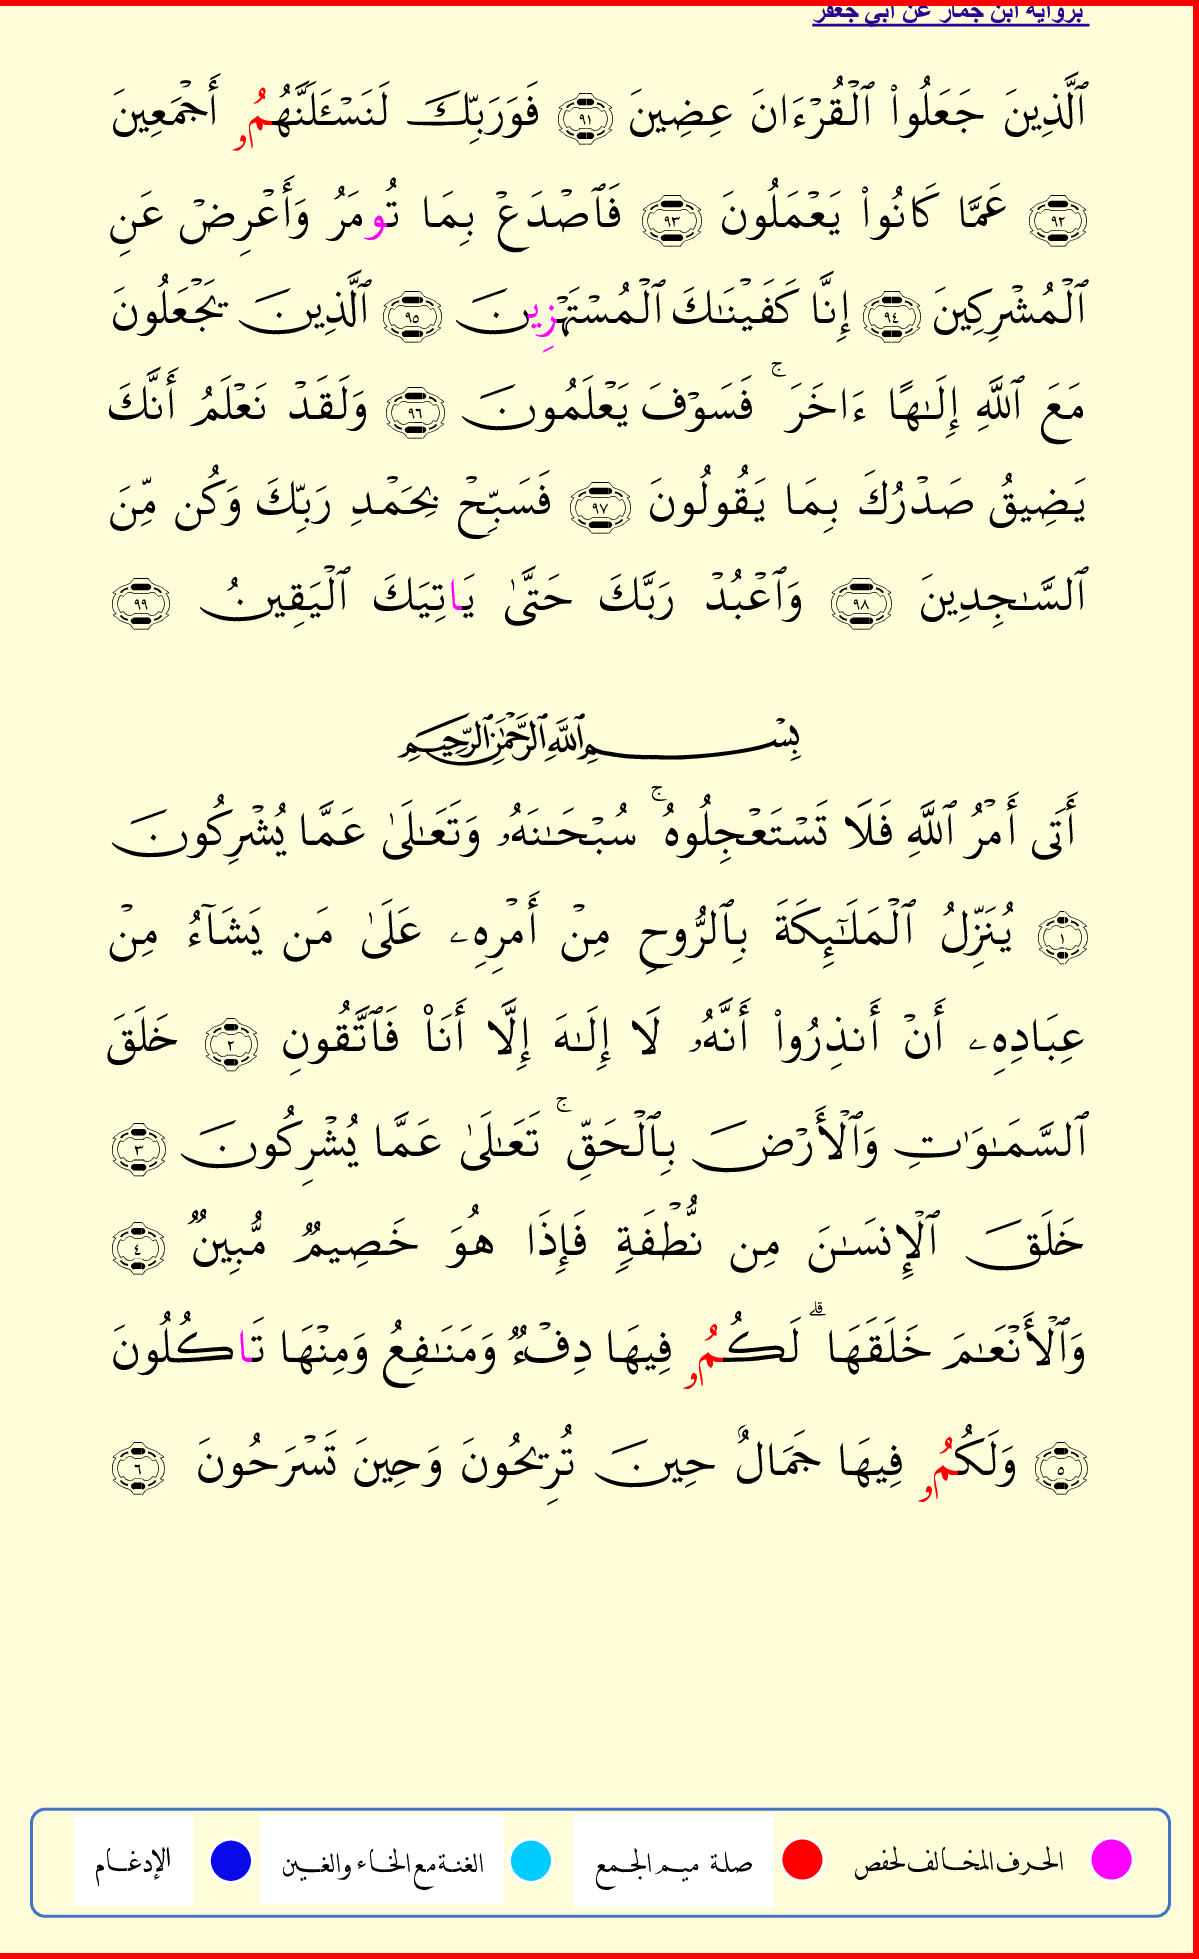 برواية ابن جماز عن أبي جعفر
ٱلَّذِينَ جَعَلُوا۟ ٱلْقُرْءَانَ عِضِينَ ٩١ فَوَرَبِّكَ لَنَسْـَٔلَنَّهُمُۥ أَجْمَعِينَ
٩٢ عَمَّا كَانُوا۟ يَعْمَلُونَ ٩٣ فَٱصْدَعْ بِمَا تُومَرُ وَأَعْرِضْ عَنِ
ٱلْمُشْرِكِينَ ٩٤ إِنَّا كَفَيْنَٰكَ ٱلْمُسْتَهْزِينَ ٩٥ ٱلَّذِينَ يَجْعَلُونَ
مَعَ ٱللَّهِ إِلَٰهًا ءَاخَرَ ۚ فَسَوْفَ يَعْلَمُونَ ٩٦ وَلَقَدْ نَعْلَمُ أَنَّكَ
يَضِيقُ صَدْرُكَ بِمَا يَقُولُونَ ٩٧ فَسَبِّحْ بِحَمْدِ رَبِّكَ وَكُن مِّنَ
ٱلسَّٰجِدِينَ ٩٨ وَٱعْبُدْ رَبَّكَ حَتَّىٰ يَاتِيَكَ ٱلْيَقِينُ ٩٩
بِسْمِ ٱللَّهِ ٱلرَّحْمَٰنِ ٱلرَّحِيمِ
أَتَى أَمْرُ ٱللَّهِ فَلَا تَسْتَعْجِلُوهُ ۚ سُبْحَٰنَهُۥ وَتَعَٰلَىٰ عَمَّا يُشْرِكُونَ
١ يُنَزِّلُ ٱلْمَلَٰٓئِكَةَ بِٱلرُّوحِ مِنْ أَمْرِهِۦ عَلَىٰ مَن يَشَآءُ مِنْ
عِبَادِهِۦ أَنْ أَنذِرُوا۟ أَنَّهُۥ لَا إِلَٰهَ إِلَّا أَنَا۠ فَٱتَّقُونِ ٢ خَلَقَ
ٱلسَّمَٰوَٰتِ وَٱلْأَرْضَ بِٱلْحَقِّ ۚ تَعَٰلَىٰ عَمَّا يُشْرِكُونَ ٣
خَلَقَ ٱلْإِنسَٰنَ مِن نُّطْفَةٍ فَإِذَا هُوَ خَصِيمٌ مُّبِينٌ ٤
وَٱلْأَنْعَٰمَ خَلَقَهَا ۗ لَكُمُۥ فِيهَا دِفْءٌ وَمَنَٰفِعُ وَمِنْهَا تَاكُلُونَ
٥ وَلَكُمُۥ فِيهَا جَمَالٌ حِينَ تُرِيحُونَ وَحِينَ تَسْرَحُونَ ٦
الحرف المخالف لحفص صلة ميم الجمع الغنة مع الخاء والغين الإدغام